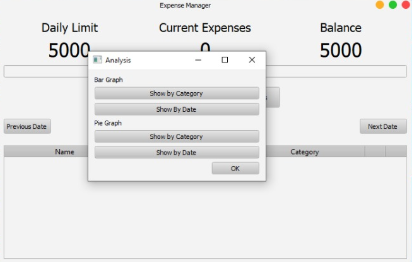 Expense Manager
Daily Limit Current Expenses Balance
5000 0 5000
Analysis
Bar Graph
Show by Category
Show By Date
Pie Graph
Show by Category
Show by Date
OK
Previous Date Next Date
Name Category